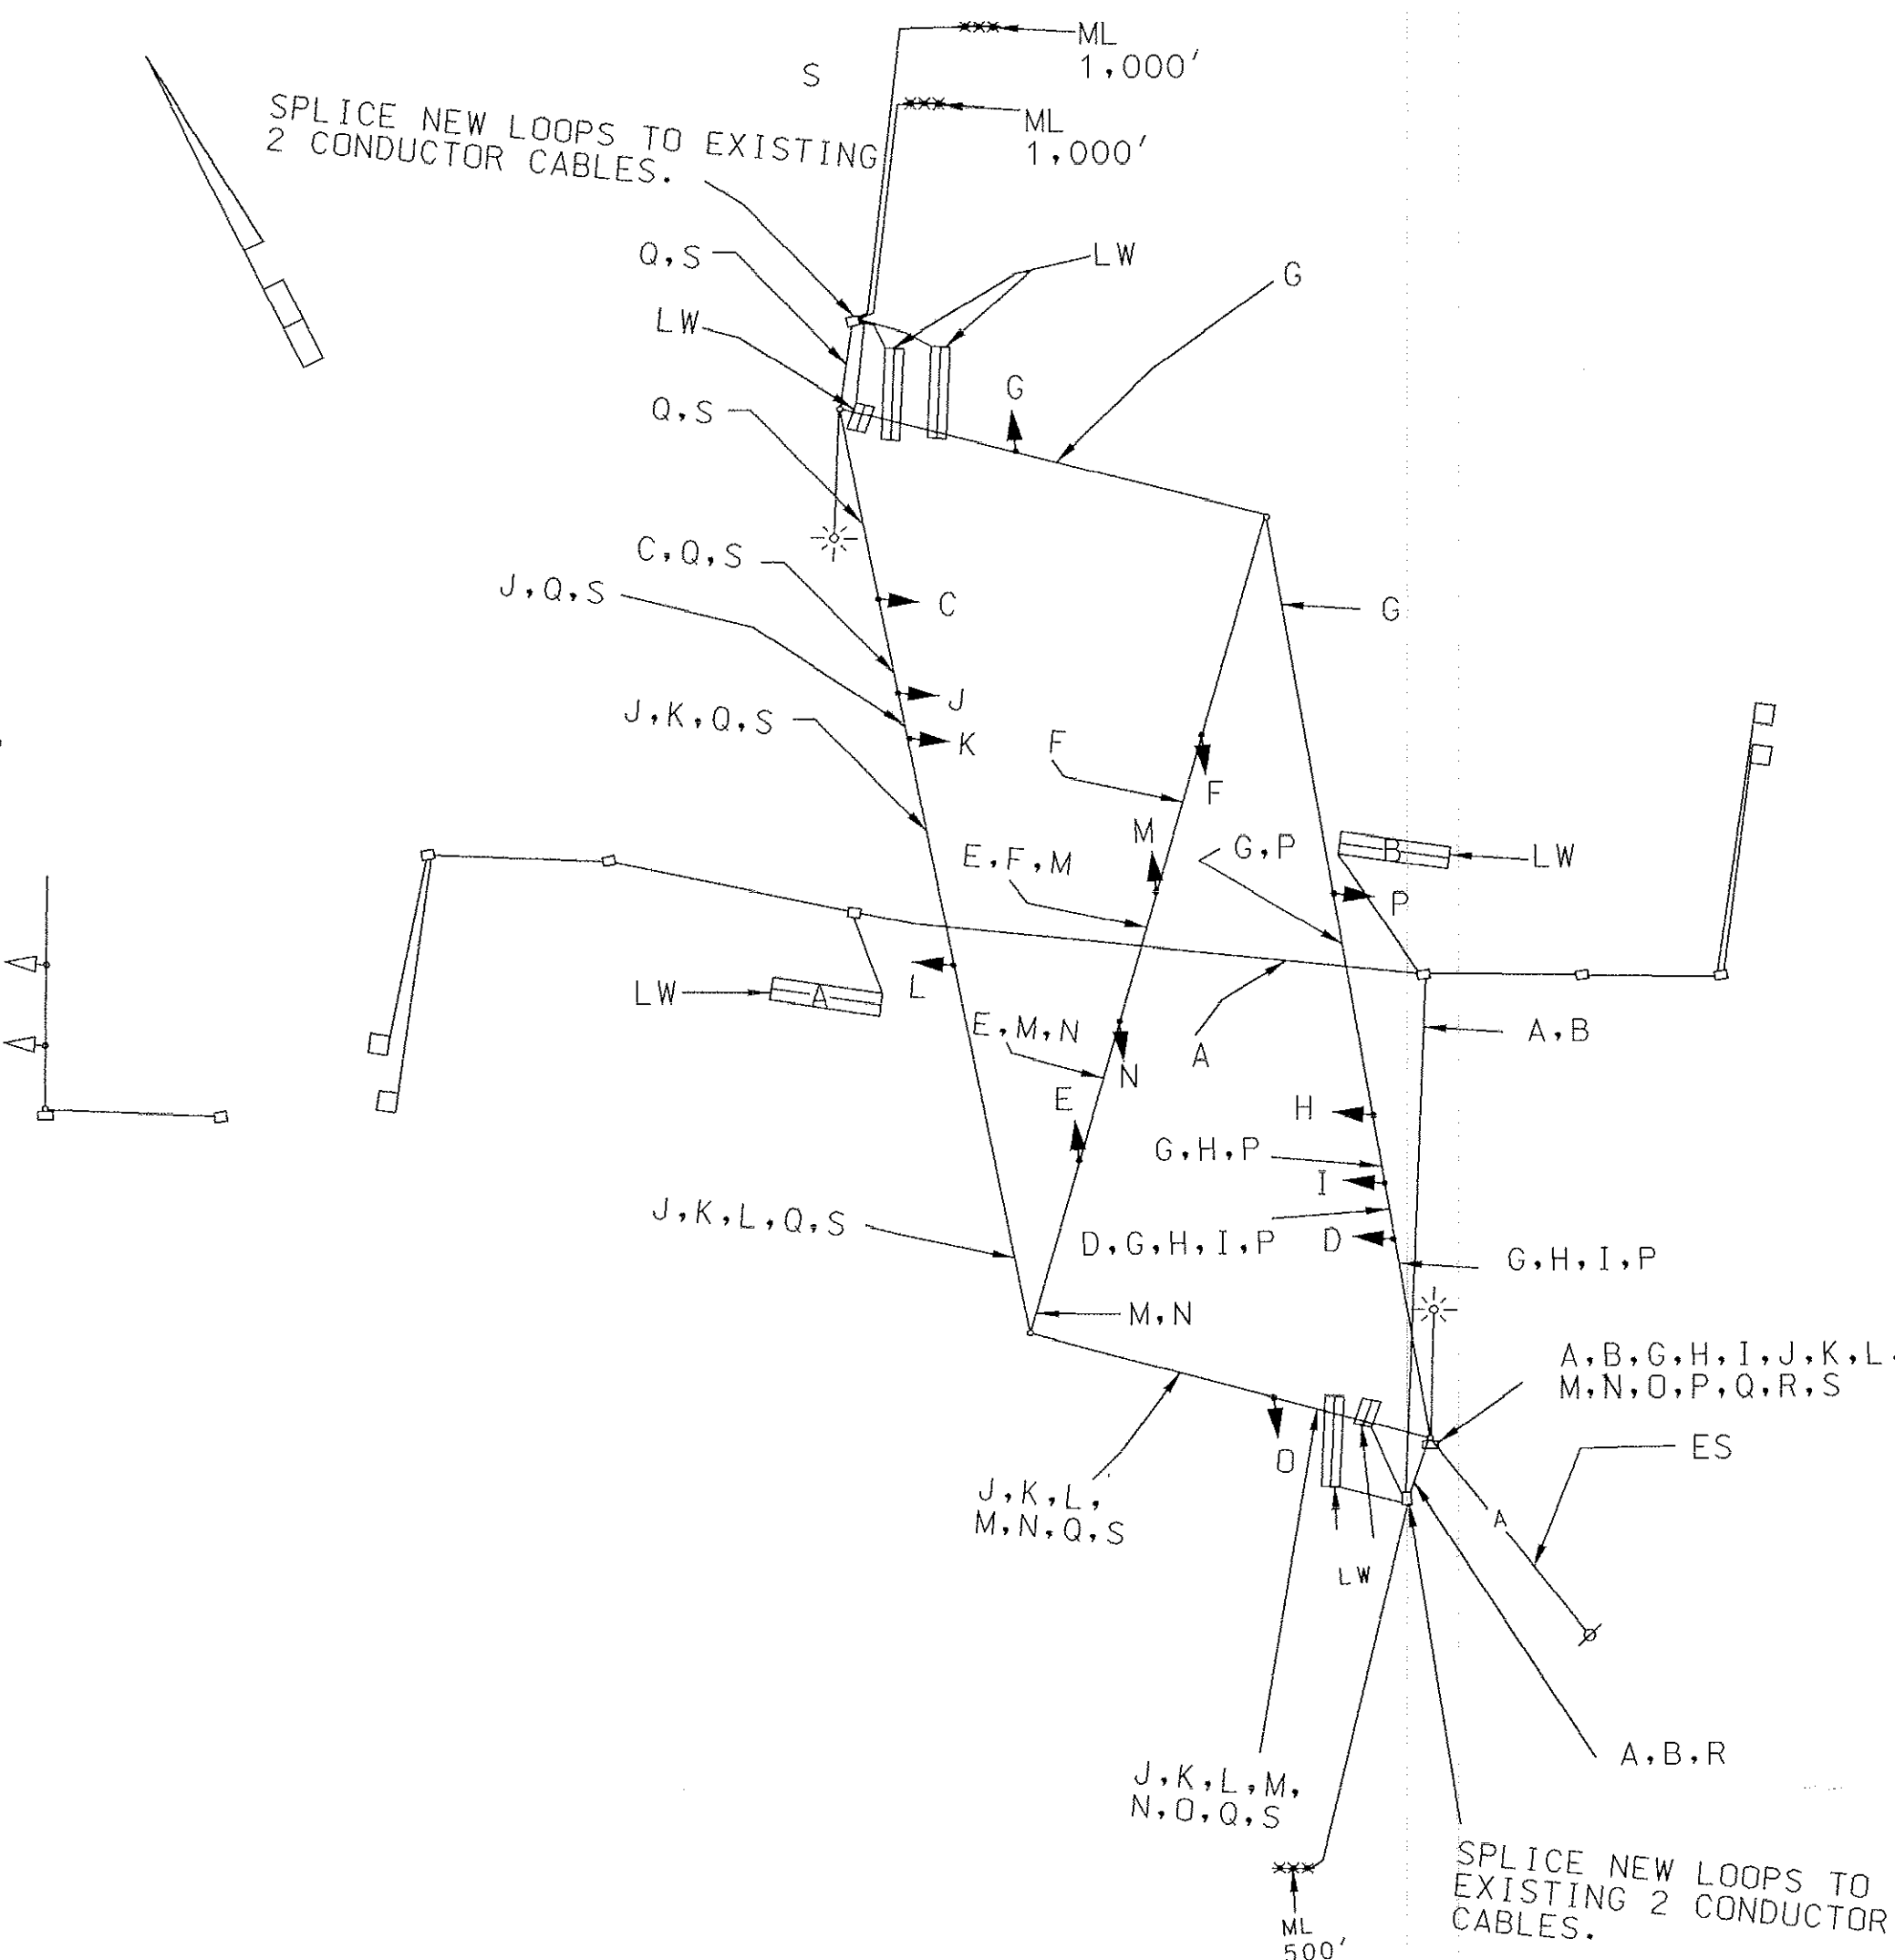 ML
1,000'
S
SPLICE NEW LOOPS TO EXISTING
2 CONDUCTOR CABLES.
ML
1,000'
Q,S
LW
G
LW
G
Q,S
C,Q,S
J,Q,S
C
G
J
J,K,Q,S
K
F
F
M
E,F,M
G,P
B
LW
P
L
LW
A
E,M,N
A
A,B
N
E
H
G,H,P
I
J,K,L,Q,S
D,G,H,I,P
D
G,H,I,P
M,N
A,B,G,H,I,J,K,L,
M,N,O,P,Q,R,S
O
ES
J,K,L,
M,N,Q,S
A
LW
A,B,R
J,K,L,M,
N,O,Q,S
SPLICE NEW LOOPS TO
EXISTING 2 CONDUCTOR
CABLES.
ML
500'